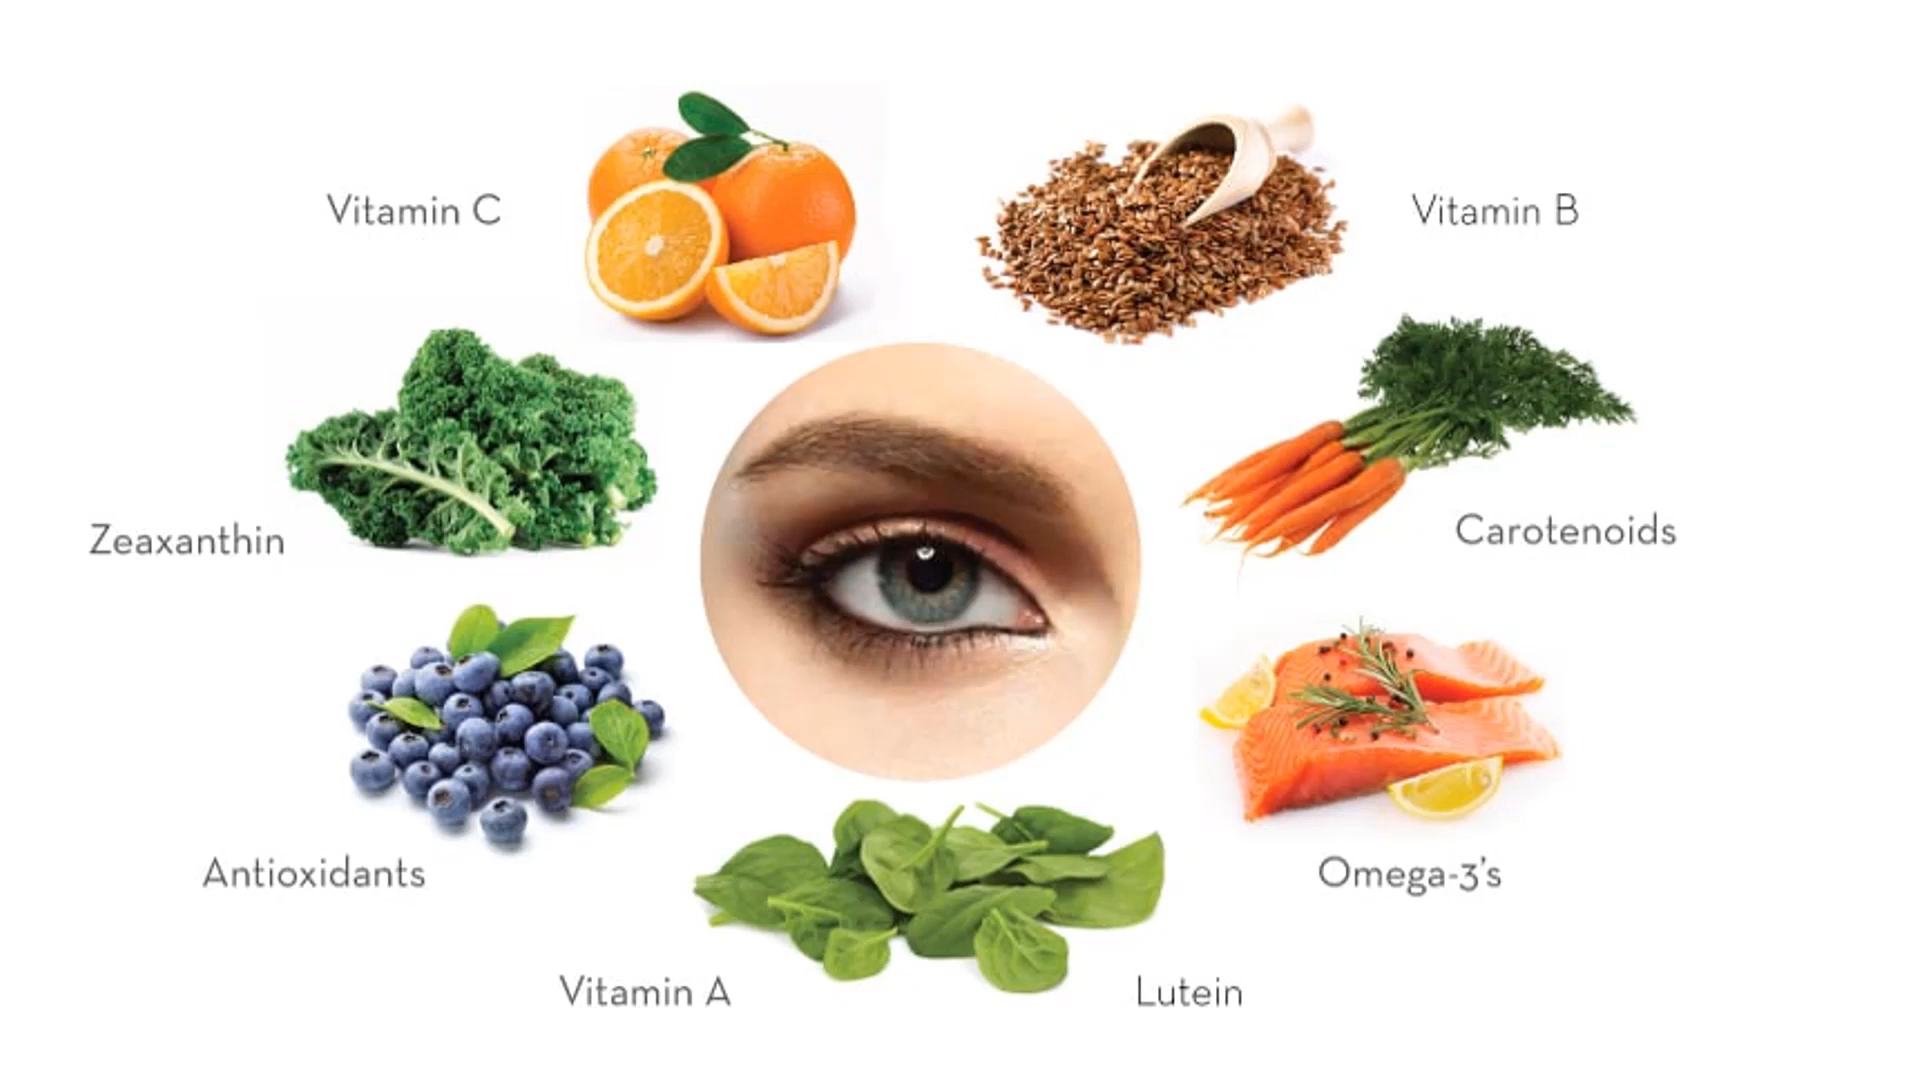 Vitamin C
Vitamin B
Zeaxanthin
Carotenoids
Antioxidants
Omega-3's
Vitamin A
Lutein